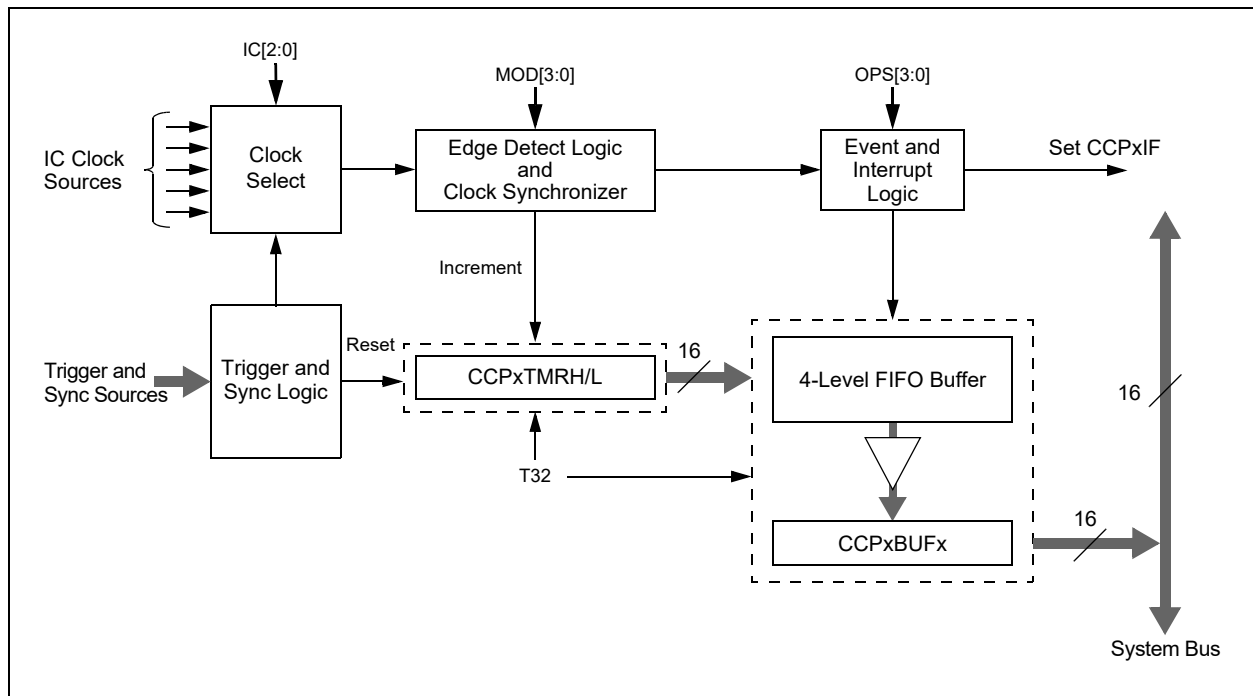 IC[2:0]
MOD[3:0]
OPS[3:0]
IC Clock
Sources
Clock
Select
Edge Detect Logic
and
Clock Synchronizer
Event and
Interrupt
Logic
Set CCPxIF
Increment
Reset
Trigger and
Sync Sources
Trigger and
Sync Logic
CCPxTMRH/L
16
4-Level FIFO Buffer
16
T32
CCPxBUFx
16
System Bus